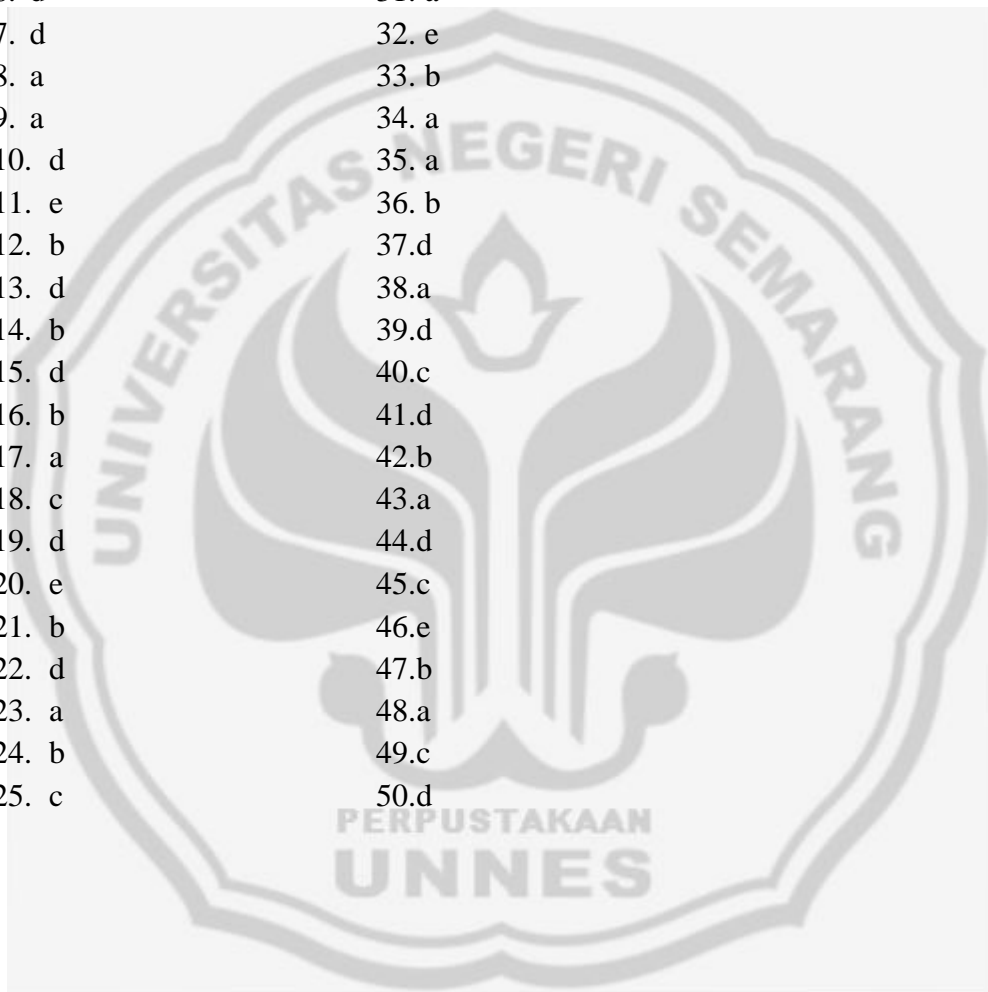 7. d
8. a
9. a
10. d
11. e
12. b
13. d
14. b
15. d
16. b
17. a
18. c
19. d
20. e
21. b
22. d
23. a
24. b
25. c
31. a
32. e
33. b
34. a
35. a
36. b
37.d
38.a
39.d
40.c
41.d
42.b
43.a
44.d
45.c
46.e
47.b
48.a
49.c
50.d
UNIVERSITAS NEGERI SEMARANG
PERPUSTAKAAN
UNNES